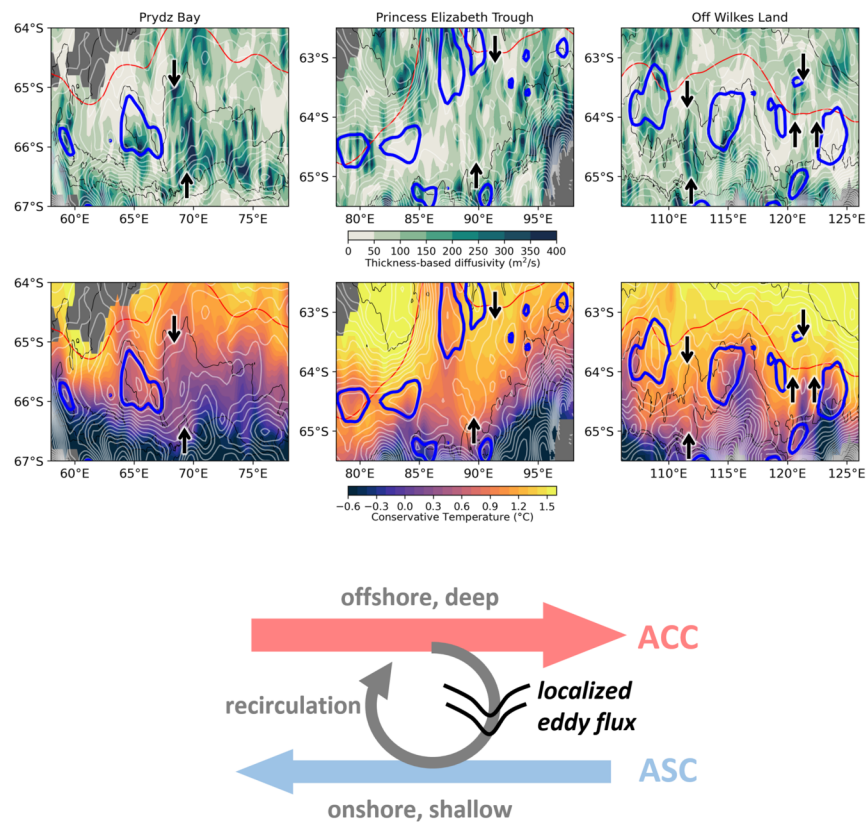 Prydz Bay
Princess Elizabeth Trough
Off Wilkes Land
64°S
65°S
66°S
67°S
60°E 65°E 70°E 75°E
63°S
64°S
65°S
80°E 85°E 90°E 95°E
63°S
64°S
65°S
110°E 115°E 120°E 125°E
0 50 100 150 200 250 300 350 400
Thickness-based diffusivity (m²/s)
64°S
65°S
66°S
67°S
60°E 65°E 70°E 75°E
63°S
64°S
65°S
80°E 85°E 90°E 95°E
63°S
64°S
65°S
110°E 115°E 120°E 125°E
−0.6 −0.3 0.0 0.3 0.6 0.9 1.2 1.5
Conservative Temperature (°C)
offshore, deep
ACC
recirculation
localized
eddy flux
ASC
onshore, shallow